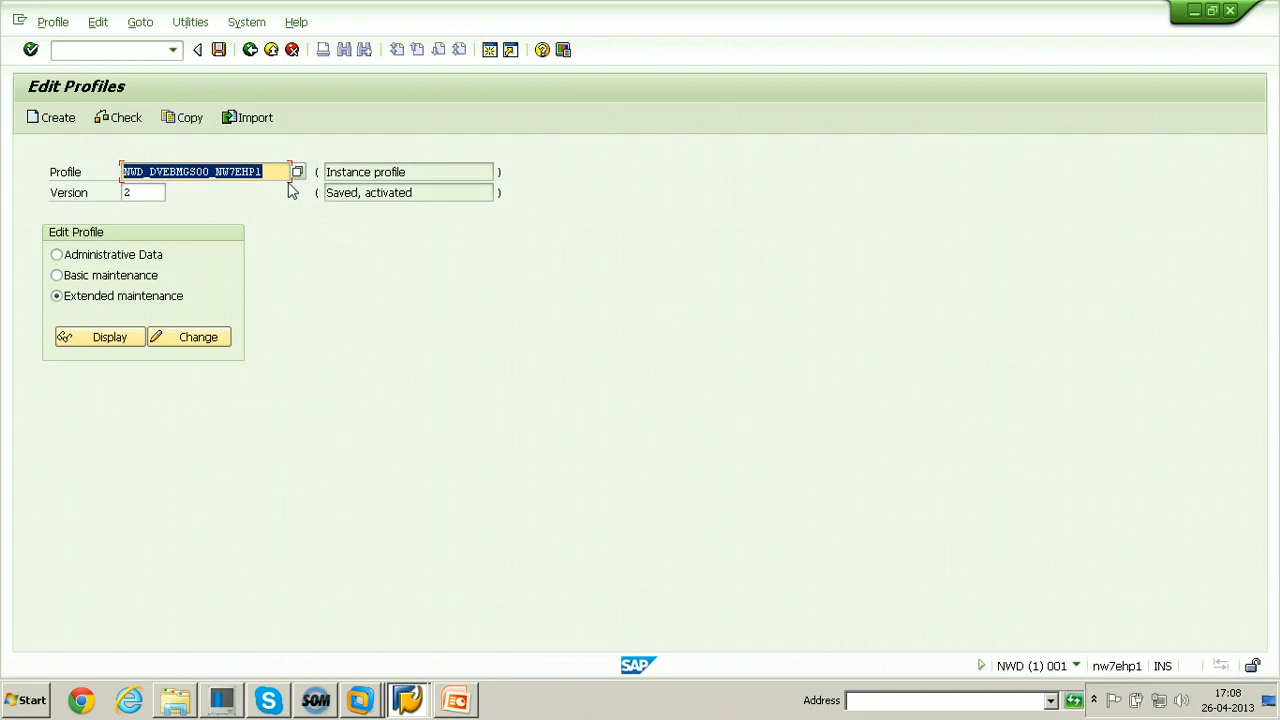 Profile Edit Goto Utilities System Help
Edit Profiles
Create Check Copy Import
Profile NWD_DVEBMGS00_NW7EHP1 ( Instance profile )
Version 2 ( Saved, activated )
Edit Profile
Administrative Data
Basic maintenance
Extended maintenance
Display Change
SAP NWD (1) 001 nw7ehp1 INS
Start S SOM Address 17:08
26-04-2013